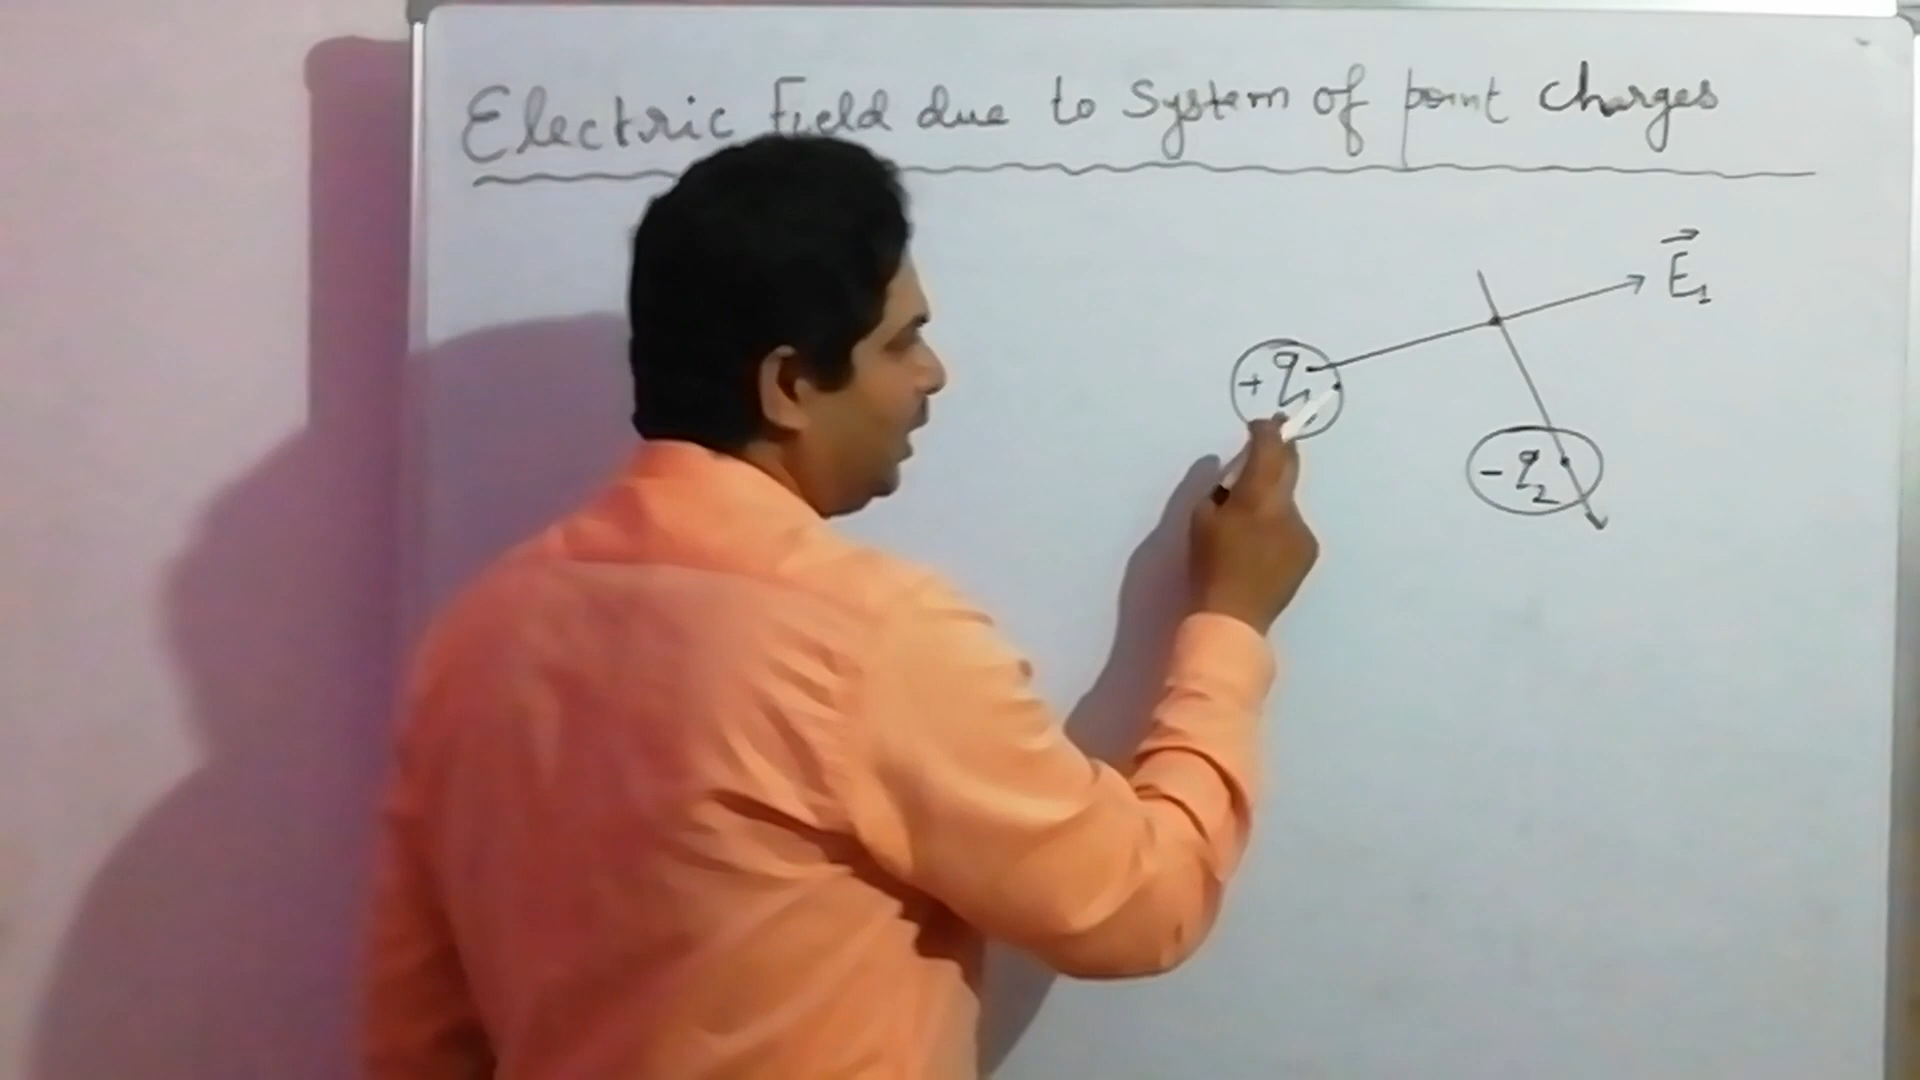 Electric Field due to System of point charges
E₁
+ q₁
- q₂